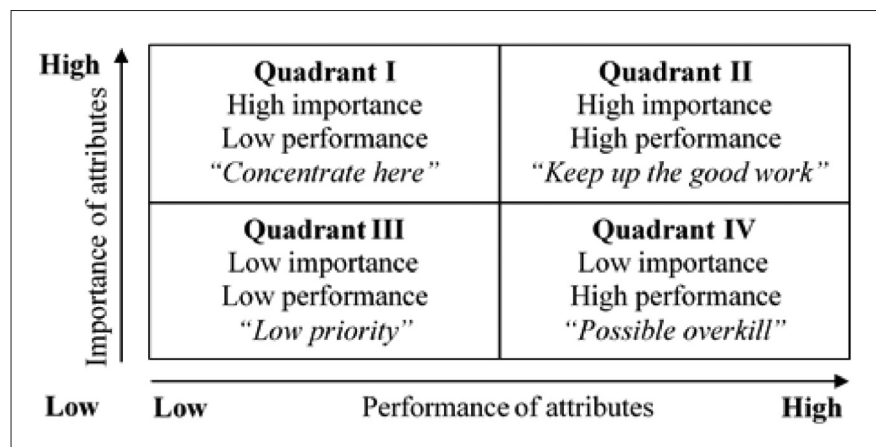 High
Importance of attributes
Quadrant I
High importance
Low performance
“Concentrate here”
Quadrant II
High importance
High performance
“Keep up the good work”
Quadrant III
Low importance
Low performance
“Low priority”
Quadrant IV
Low importance
High performance
“Possible overkill”
Low
Low
Performance of attributes
High